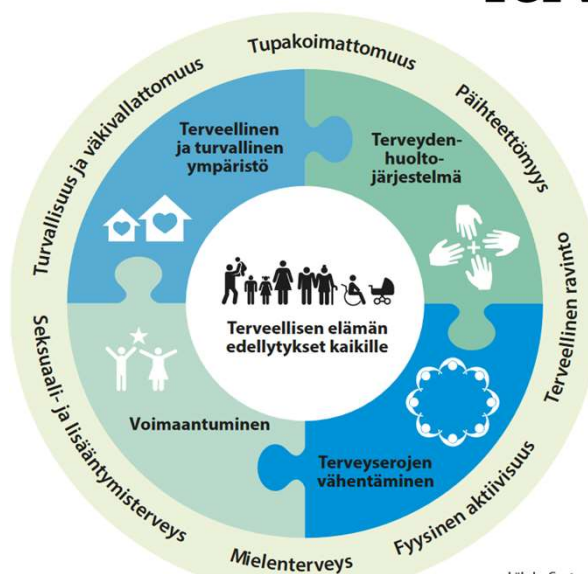 Tupakoimattomuus
Päihteettömyys
Terveellinen ravinto
Fyysinen aktiivisuus
Mielenterveys
Seksuaali- ja lisääntymisterveys
Turvallisuus ja väkivallattomuus
Terveellinen
ja turvallinen
ympäristö
Terveyden-
huolto-
järjestelmä
Terveellisen elämän
edellytykset kaikille
Voimaantuminen
Terveyserojen
vähentäminen